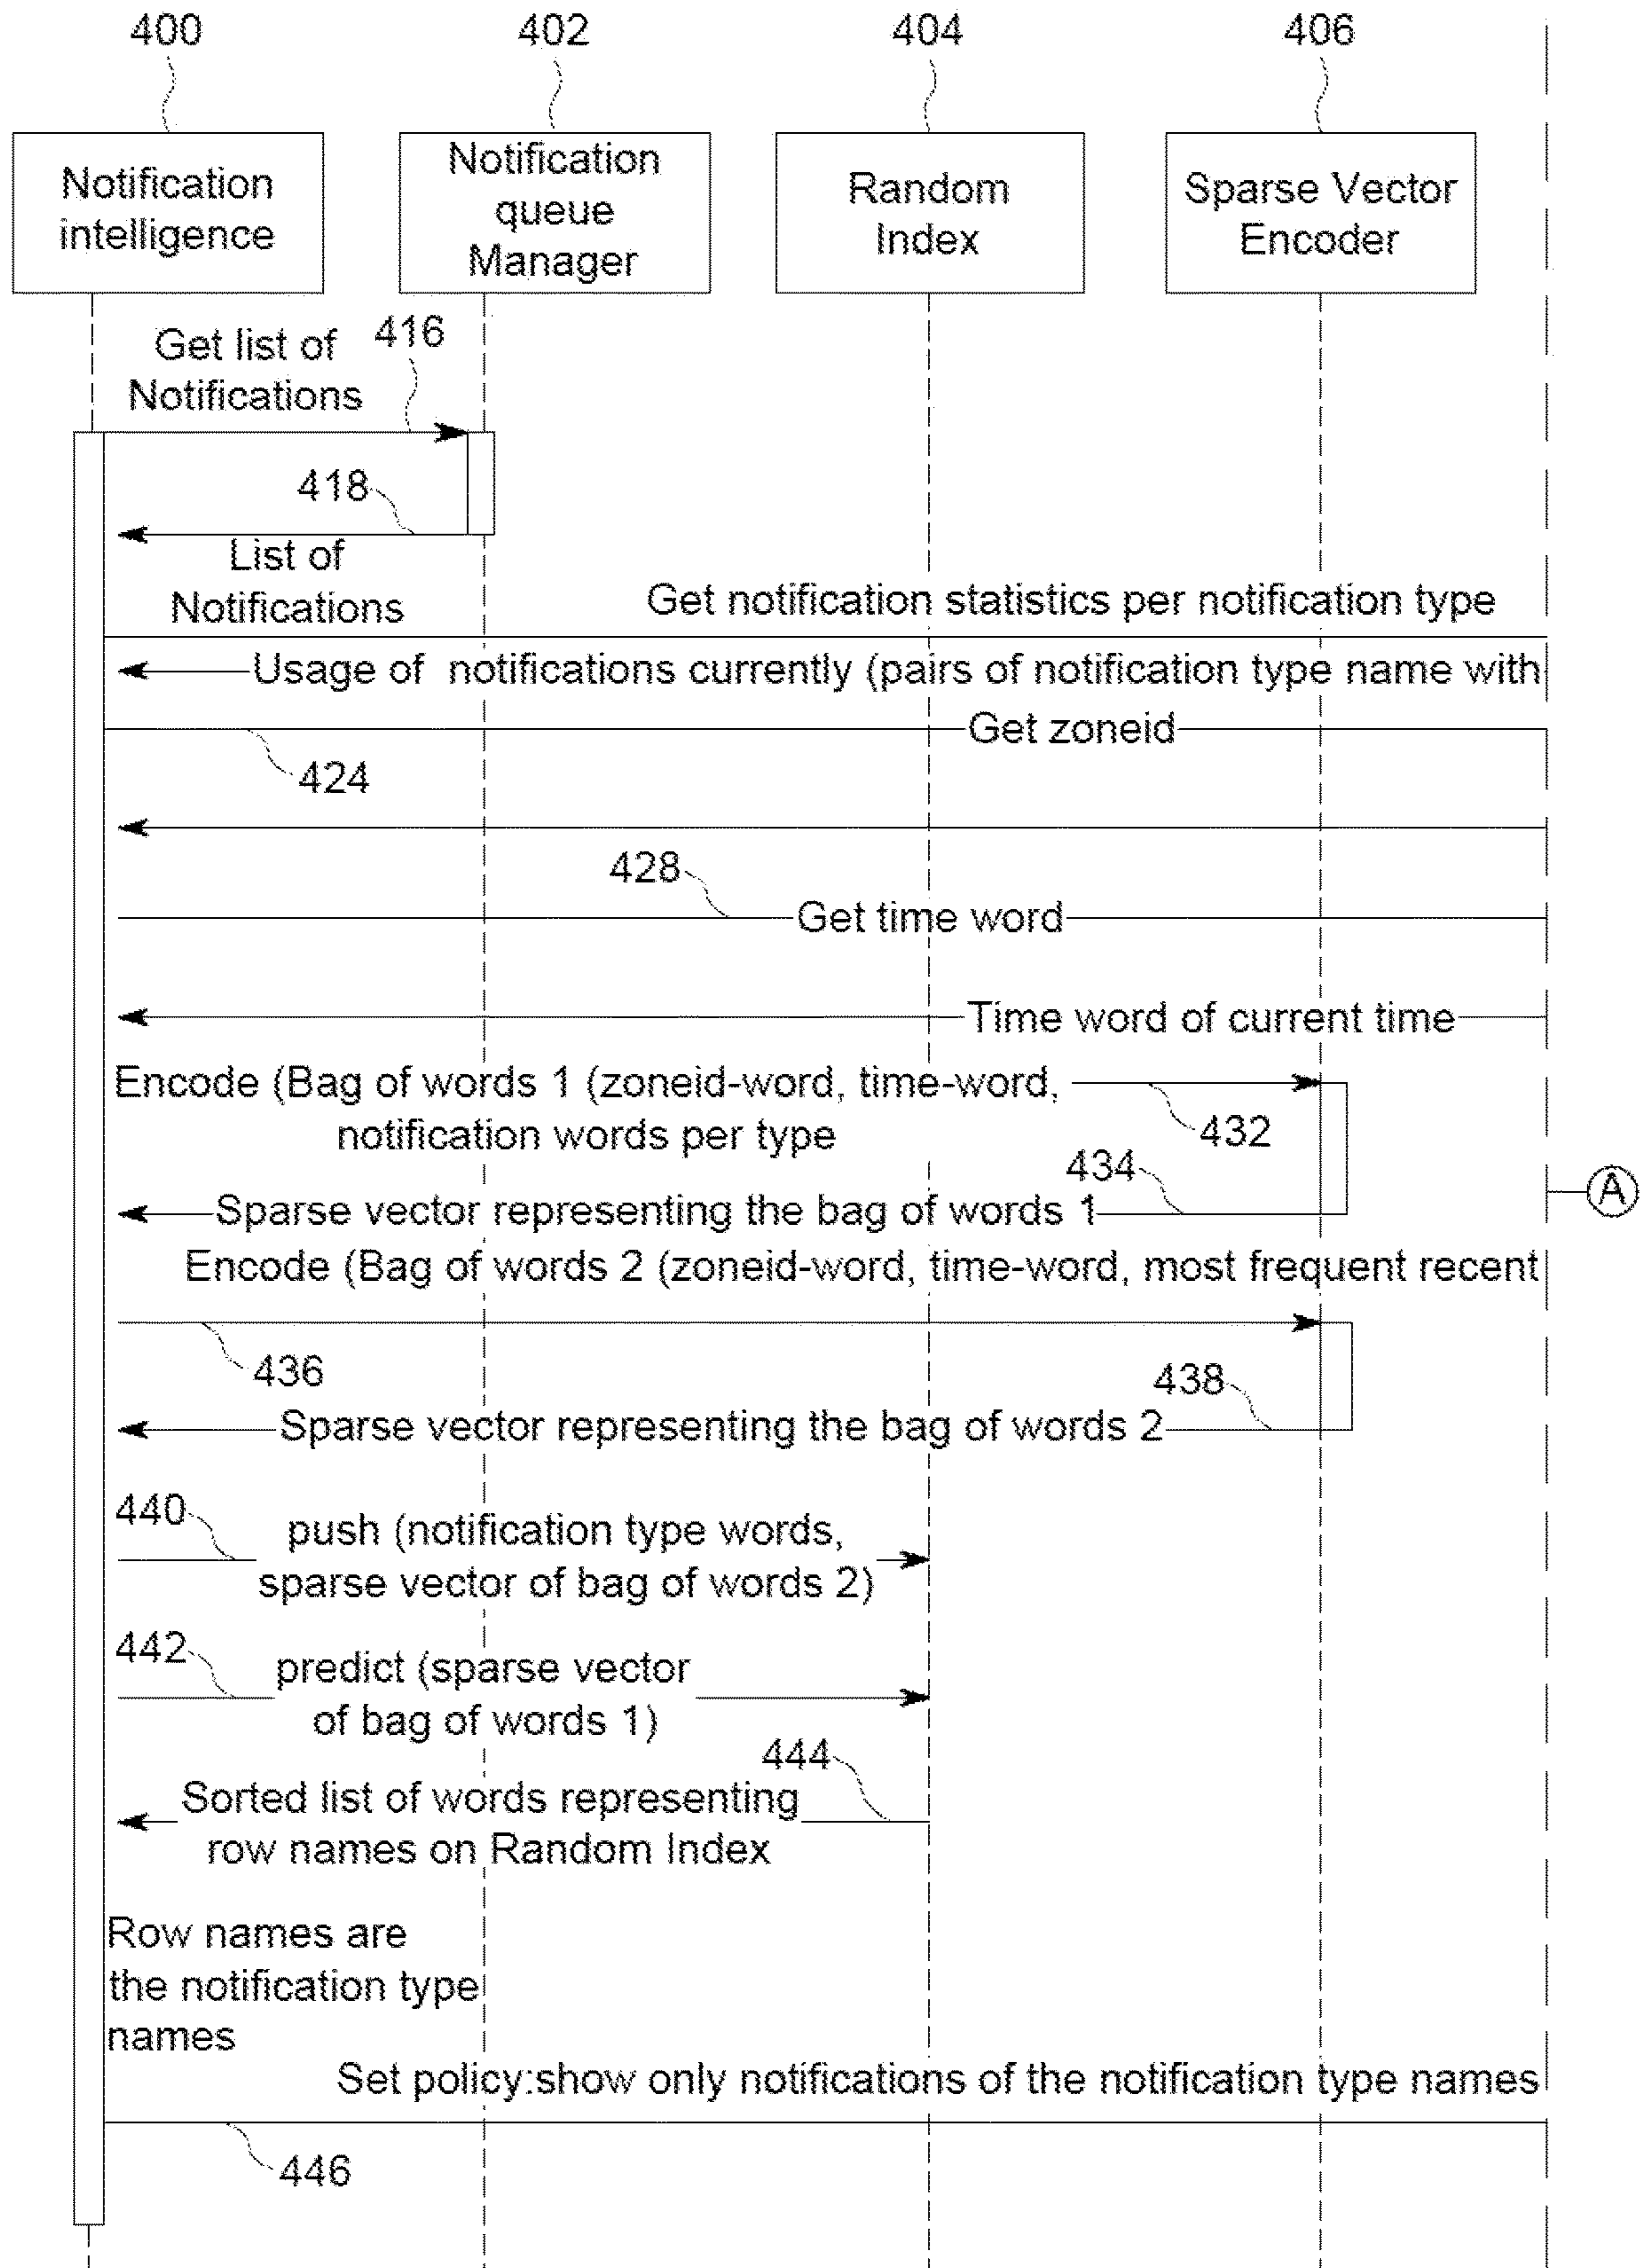 400
402
404
406
Notification
intelligence
Notification
queue
Manager
Random
Index
Sparse Vector
Encoder
Get list of
Notifications
416
418
List of
Notifications
Get notification statistics per notification type
Usage of notifications currently (pairs of notification type name with
Get zoneid
424
428
Get time word
Time word of current time
Encode (Bag of words 1 (zoneid-word, time-word,
notification words per type
432
434
A
Sparse vector representing the bag of words 1
Encode (Bag of words 2 (zoneid-word, time-word, most frequent recent
436
438
Sparse vector representing the bag of words 2
440
push (notification type words,
sparse vector of bag of words 2)
442
predict (sparse vector
of bag of words 1)
444
Sorted list of words representing
row names on Random Index
Row names are
the notification type
names
Set policy:show only notifications of the notification type names
446